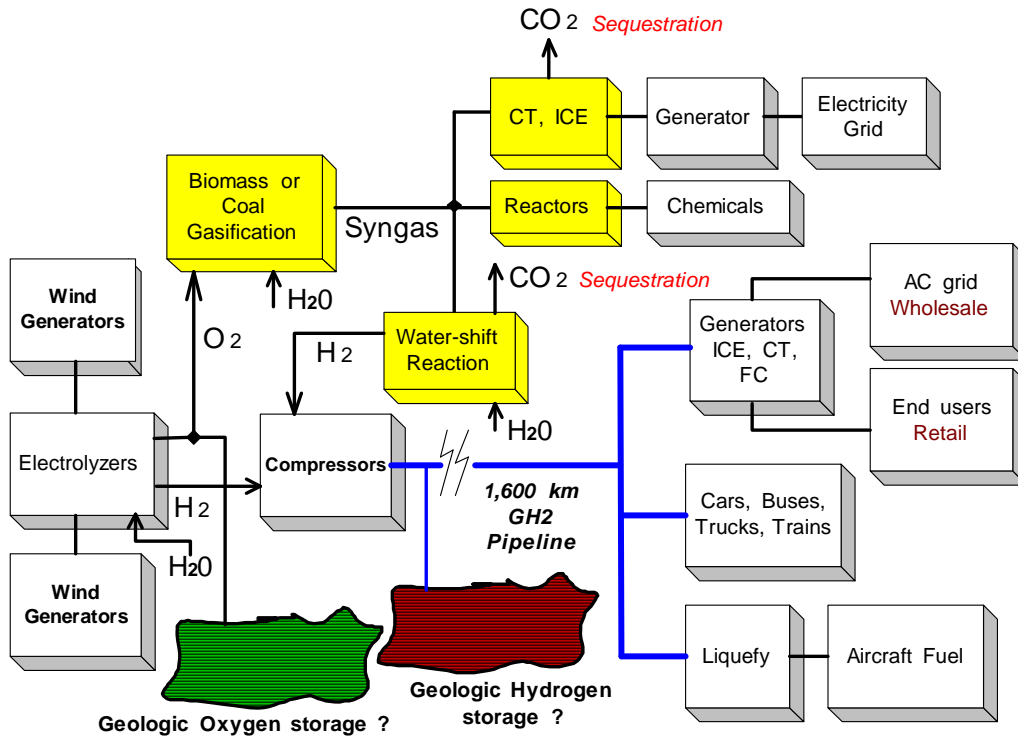 CO 2 Sequestration
CT, ICE
Generator
Electricity
Grid
Biomass or
Coal
Gasification
Syngas
Reactors
Chemicals
CO 2 Sequestration
H20
O 2
Wind
Generators
H 2
Water-shift
Reaction
H20
Generators
ICE, CT,
FC
AC grid
Wholesale
End users
Retail
Electrolyzers
H 2
H20
Compressors
1,600 km
GH2
Pipeline
Cars, Buses,
Trucks, Trains
Wind
Generators
Liquefy
Aircraft Fuel
Geologic Oxygen storage ?
Geologic Hydrogen
storage ?